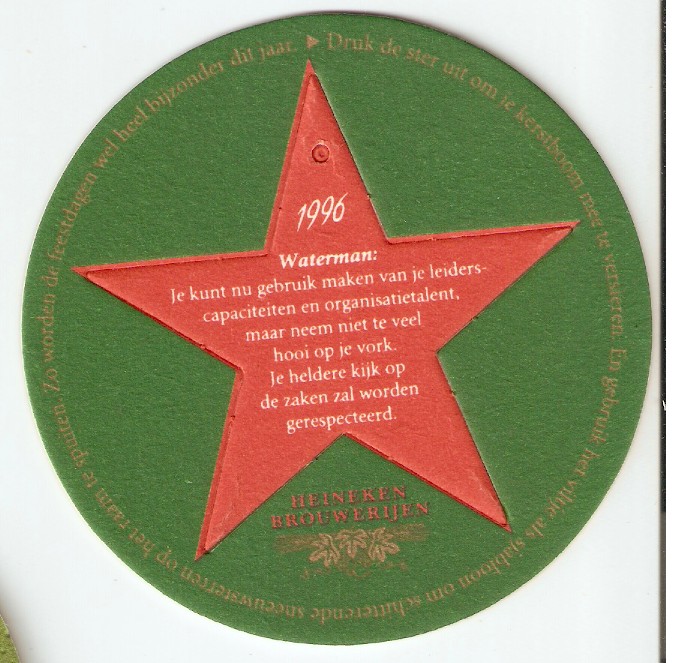 ▶ Druk de ster uit om je kerstboom mee te versieren. En gebruik het viltje als sjabloon om schitterende sneeuwsterren op het raam te spuiten. Zo worden de feestdagen wel heel bijzonder dit jaar.
1996
Waterman:
Je kunt nu gebruik maken van je leiders-
capaciteiten en organisatietalent,
maar neem niet te veel
hooi op je vork.
Je heldere kijk op
de zaken zal worden
gerespecteerd.
HEINEKEN
BROUWERIJEN